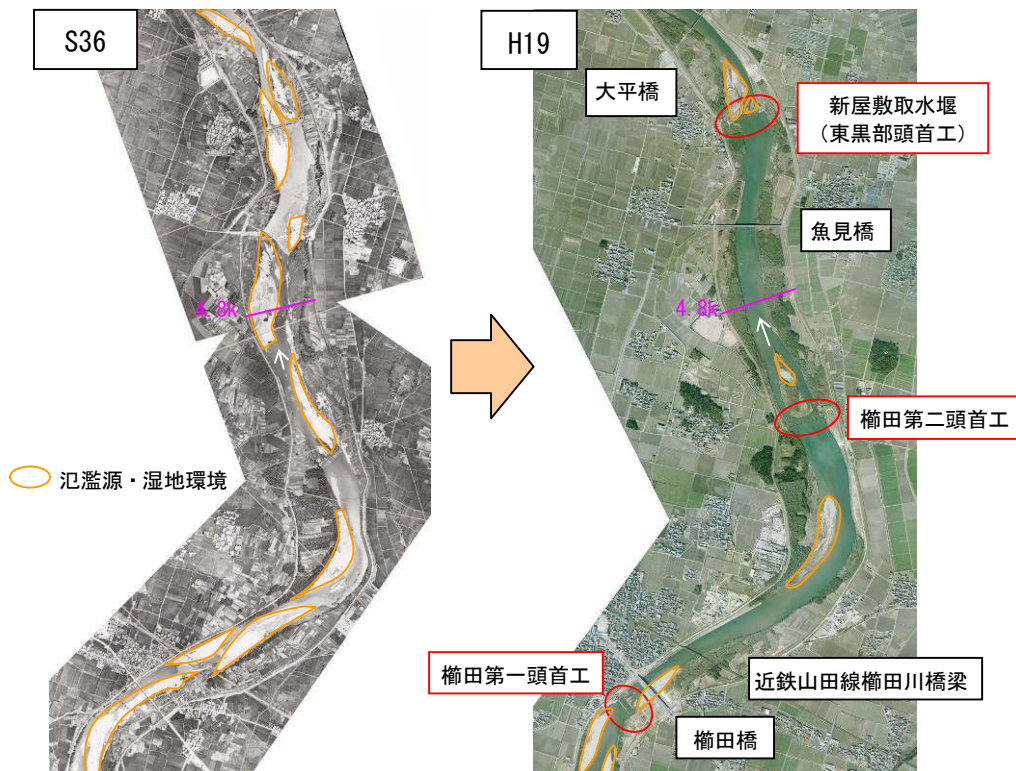 S36
H19
大平橋
新屋敷取水堰
（東黒部頭首工）
魚見橋
4.8k
4.8k
櫛田第二頭首工
氾濫源・湿地環境
櫛田第一頭首工
近鉄山田線櫛田川橋梁
櫛田橋